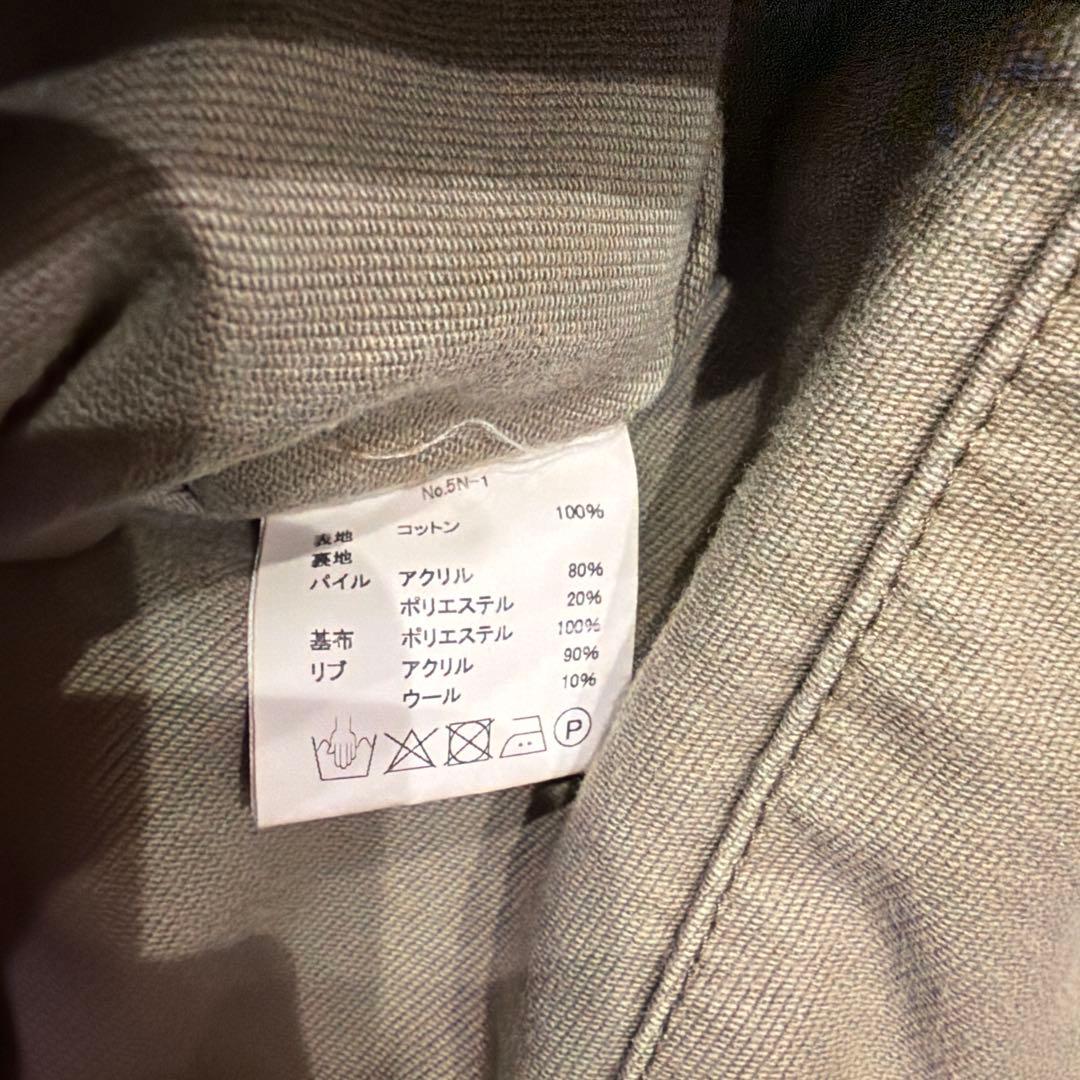 No.5N-1
表地 コットン 100%
裏地
パイル アクリル 80%
ポリエステル 20%
基布 ポリエステル 100%
リブ アクリル 90%
ウール 10%
P